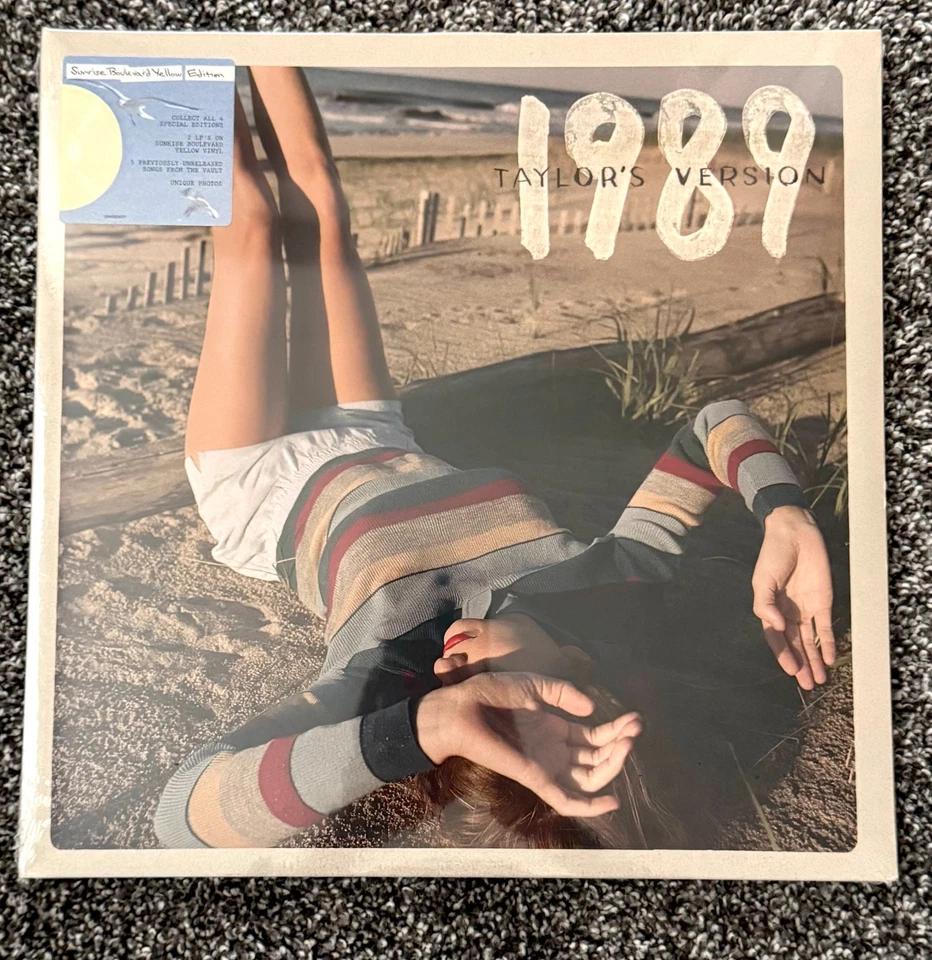 Sunrise Boulevard Yellow Edition
COLLECT ALL 4
SPECIAL EDITIONS
2 LP'S ON
SUNRISE BOULEVARD
YELLOW VINYL
5 PREVIOUSLY UNRELEASED
SONGS FROM THE VAULT
UNIQUE PHOTOS
1989
TAYLOR'S VERSION